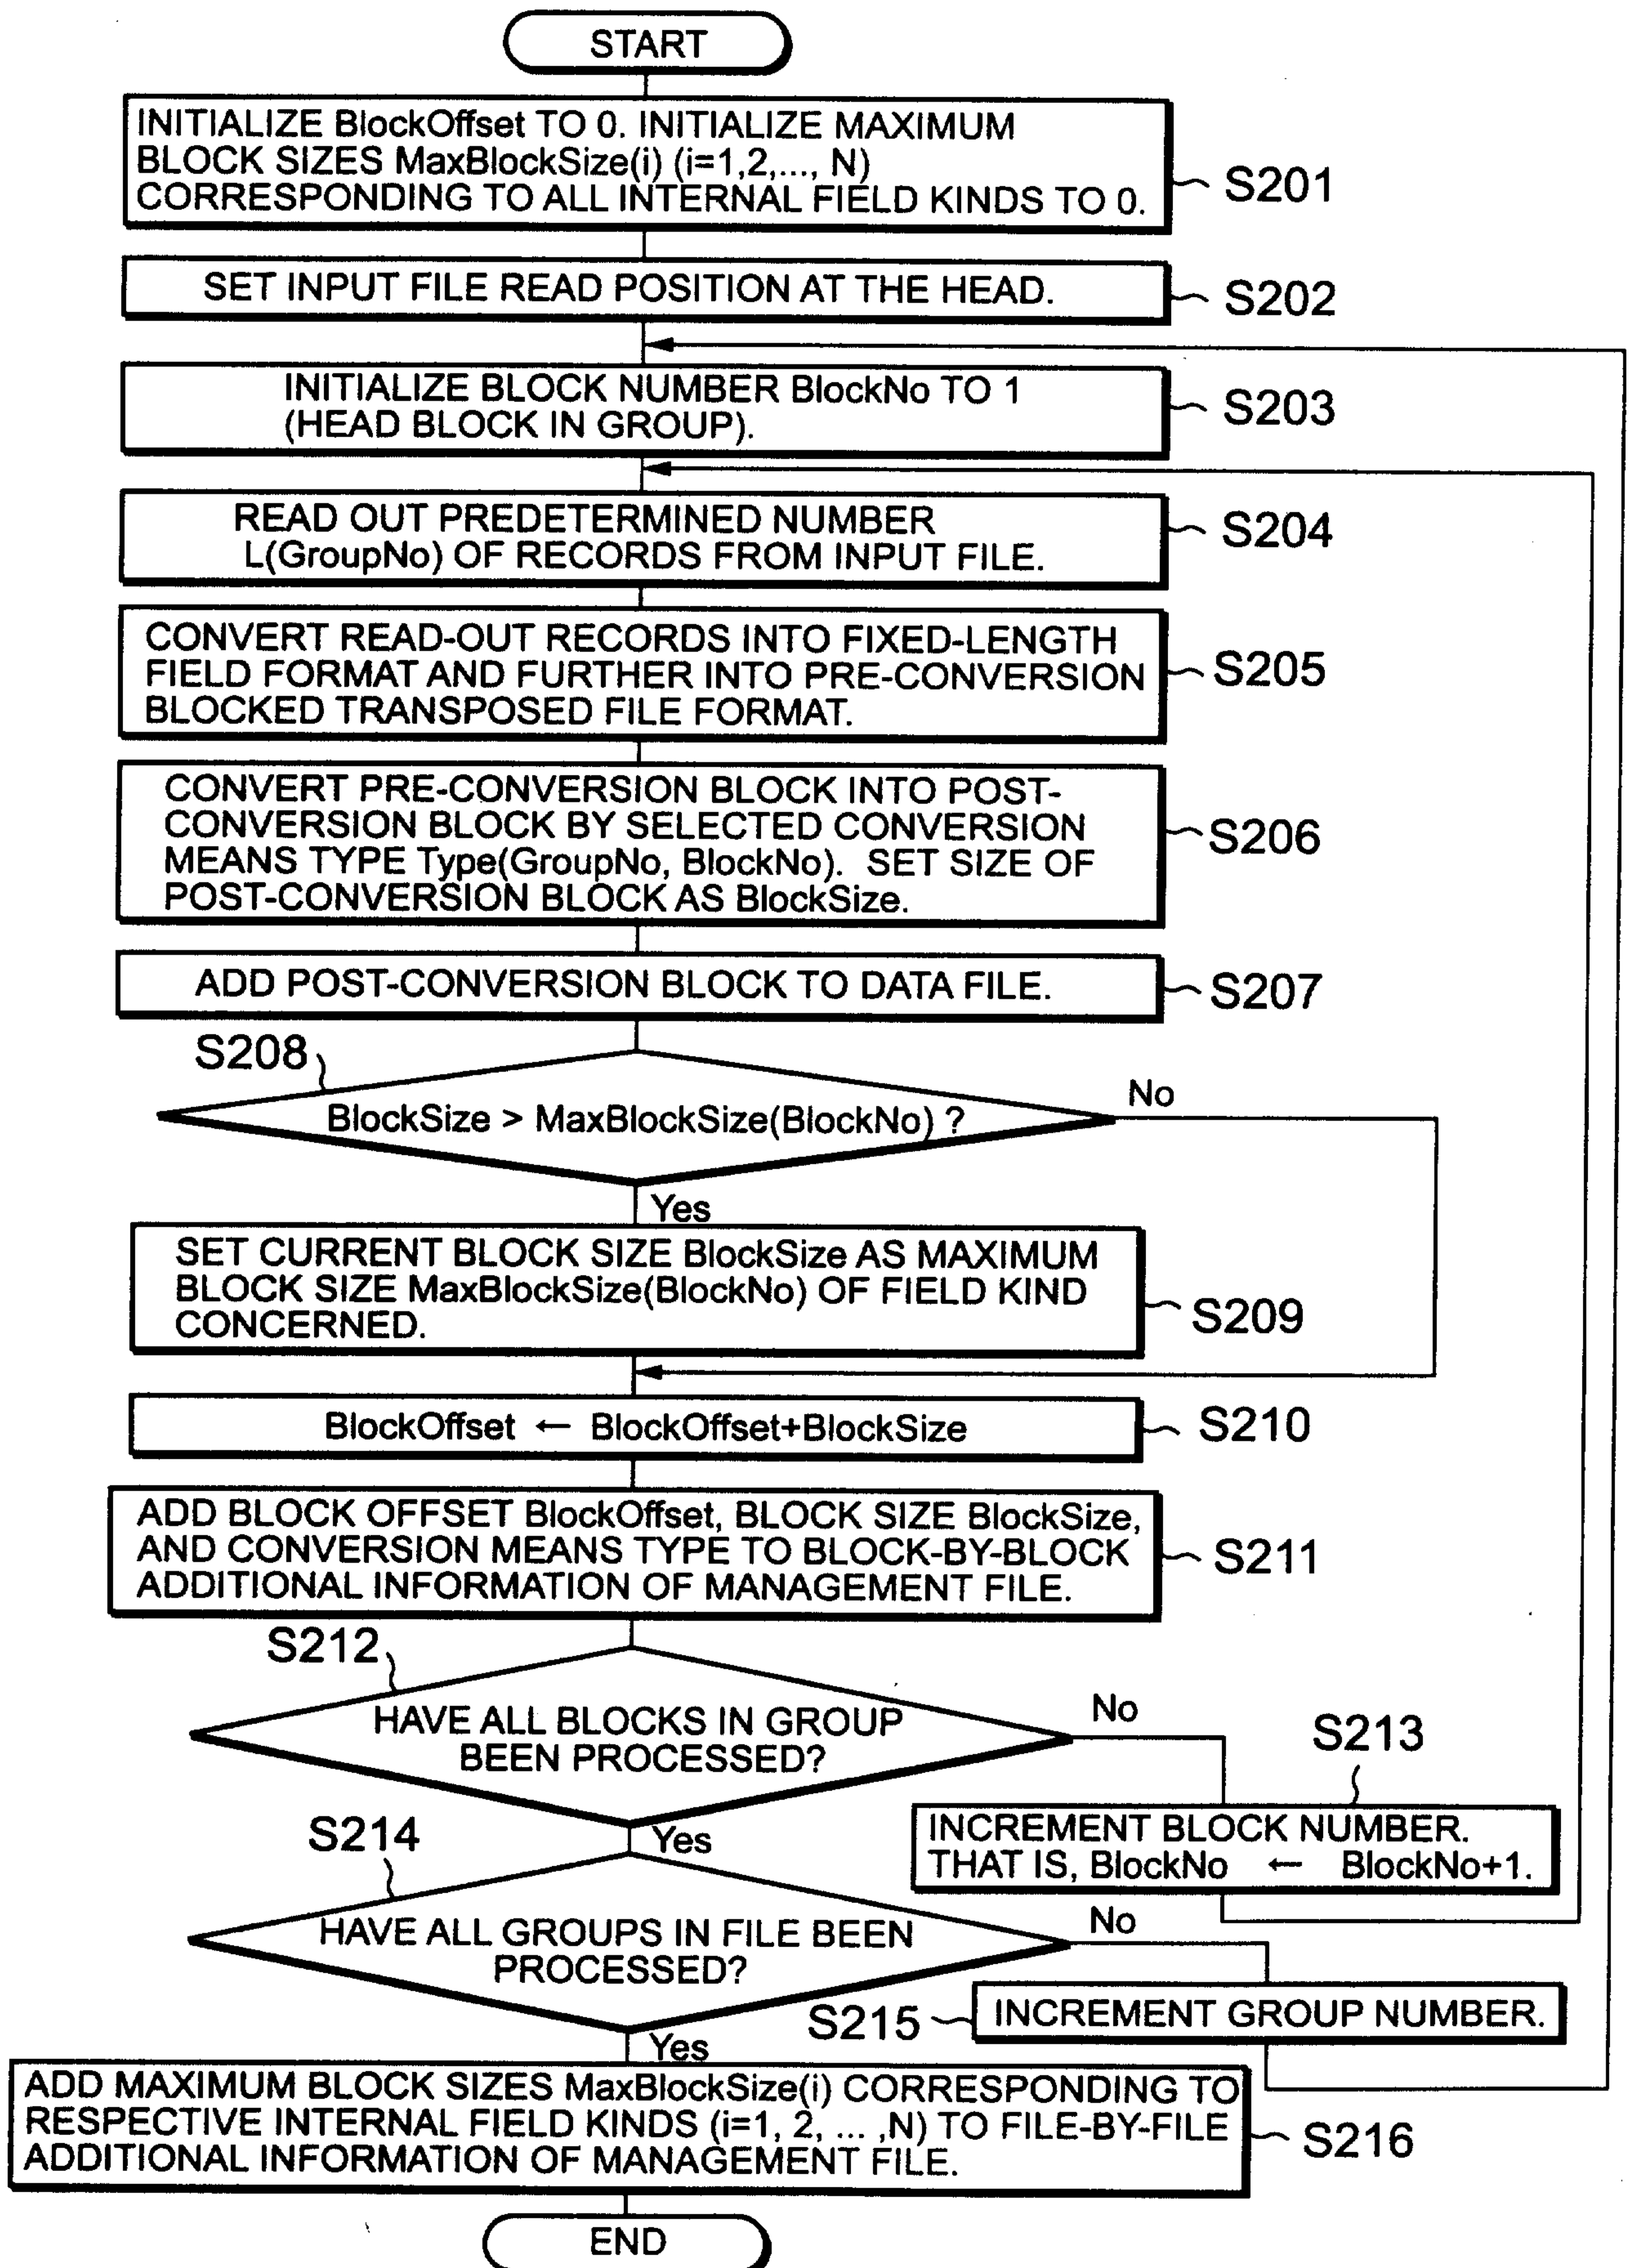 START
INITIALIZE BlockOffset TO 0. INITIALIZE MAXIMUM
BLOCK SIZES MaxBlockSize(i) (i=1,2,..., N)
CORRESPONDING TO ALL INTERNAL FIELD KINDS TO 0.
S201
SET INPUT FILE READ POSITION AT THE HEAD.
S202
INITIALIZE BLOCK NUMBER BlockNo TO 1
(HEAD BLOCK IN GROUP).
S203
READ OUT PREDETERMINED NUMBER
L(GroupNo) OF RECORDS FROM INPUT FILE.
S204
CONVERT READ-OUT RECORDS INTO FIXED-LENGTH
FIELD FORMAT AND FURTHER INTO PRE-CONVERSION
BLOCKED TRANSPOSED FILE FORMAT.
S205
CONVERT PRE-CONVERSION BLOCK INTO POST-
CONVERSION BLOCK BY SELECTED CONVERSION
MEANS TYPE Type(GroupNo, BlockNo). SET SIZE OF
POST-CONVERSION BLOCK AS BlockSize.
S206
ADD POST-CONVERSION BLOCK TO DATA FILE.
S207
S208
BlockSize > MaxBlockSize(BlockNo) ?
No
Yes
SET CURRENT BLOCK SIZE BlockSize AS MAXIMUM
BLOCK SIZE MaxBlockSize(BlockNo) OF FIELD KIND
CONCERNED.
S209
BlockOffset ← BlockOffset+BlockSize
S210
ADD BLOCK OFFSET BlockOffset, BLOCK SIZE BlockSize,
AND CONVERSION MEANS TYPE TO BLOCK-BY-BLOCK
ADDITIONAL INFORMATION OF MANAGEMENT FILE.
S211
S212
HAVE ALL BLOCKS IN GROUP
BEEN PROCESSED?
No
S213
INCREMENT BLOCK NUMBER.
THAT IS, BlockNo ← BlockNo+1.
Yes
S214
HAVE ALL GROUPS IN FILE BEEN
PROCESSED?
No
S215
INCREMENT GROUP NUMBER.
Yes
ADD MAXIMUM BLOCK SIZES MaxBlockSize(i) CORRESPONDING TO
RESPECTIVE INTERNAL FIELD KINDS (i=1, 2, ... ,N) TO FILE-BY-FILE
ADDITIONAL INFORMATION OF MANAGEMENT FILE.
S216
END